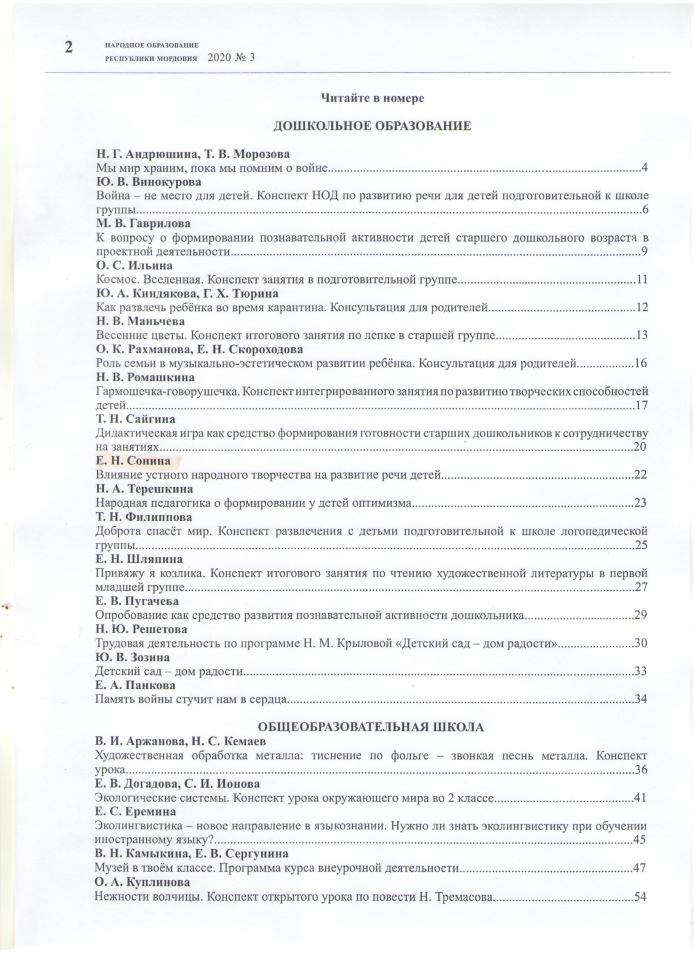 2
НАРОДНОЕ ОБРАЗОВАНИЕ
РЕСПУБЛИКИ МОРДОВИЯ 2020 № 3
Читайте в номере
ДОШКОЛЬНОЕ ОБРАЗОВАНИЕ
Н. Г. Андрюшина, Т. В. Морозова
Мы мир храним, пока мы помним о войне....................4
Ю. В. Винокурова
Война – не место для детей. Конспект НОД по развитию речи для детей подготовительной к школе
группы....................6
М. В. Гаврилова
К вопросу о формировании познавательной активности детей старшего дошкольного возраста в
проектной деятельности....................9
О. С. Ильина
Космос. Вселенная. Конспект занятия в подготовительной группе....................11
Ю. А. Киндякова, Г. Х. Тюрина
Как развлечь ребёнка во время карантина. Консультация для родителей....................12
Н. В. Маньчева
Весенние цветы. Конспект итогового занятия по лепке в старшей группе....................13
О. К. Рахманова, Е. Н. Скороходова
Роль семьи в музыкально-эстетическом развитии ребёнка. Консультация для родителей....................16
Н. В. Ромашкина
Гармошечка-говорушечка. Конспект интегрированного занятия по развитию творческих способностей
детей....................17
Т. Н. Сайгина
Дидактическая игра как средство формирования готовности старших дошкольников к сотрудничеству
на занятиях....................20
Е. Н. Сонина
Влияние устного народного творчества на развитие речи детей....................22
Н. А. Терешкина
Народная педагогика о формировании у детей оптимизма....................23
Т. Н. Филиппова
Доброта спасёт мир. Конспект развлечения с детьми подготовительной к школе логопедической
группы....................25
Е. Н. Шляпина
Привяжу я козлика. Конспект итогового занятия по чтению художественной литературы в первой
младшей группе....................27
Е. В. Пугачева
Опробование как средство развития познавательной активности дошкольника....................29
Н. Ю. Решетова
Трудовая деятельность по программе Н. М. Крыловой «Детский сад – дом радости»....................30
Ю. В. Зозина
Детский сад – дом радости....................33
Е. А. Панкова
Память войны стучит нам в сердца....................34
ОБЩЕОБРАЗОВАТЕЛЬНАЯ ШКОЛА
В. И. Аржанова, Н. С. Кемаев
Художественная обработка металла: тиснение по фольге – звонкая песнь металла. Конспект
урока....................36
Е. В. Догадова, С. И. Ионова
Экологические системы. Конспект урока окружающего мира во 2 классе....................41
Е. С. Еремина
Эколингвистика – новое направление в языкознании. Нужно ли знать эколингвистику при обучении
иностранному языку?....................45
В. Н. Камыкина, Е. В. Сергунина
Музей в твоём классе. Программа курса внеурочной деятельности....................47
О. А. Куплинова
Нежности волчицы. Конспект открытого урока по повести Н. Тремасова....................54